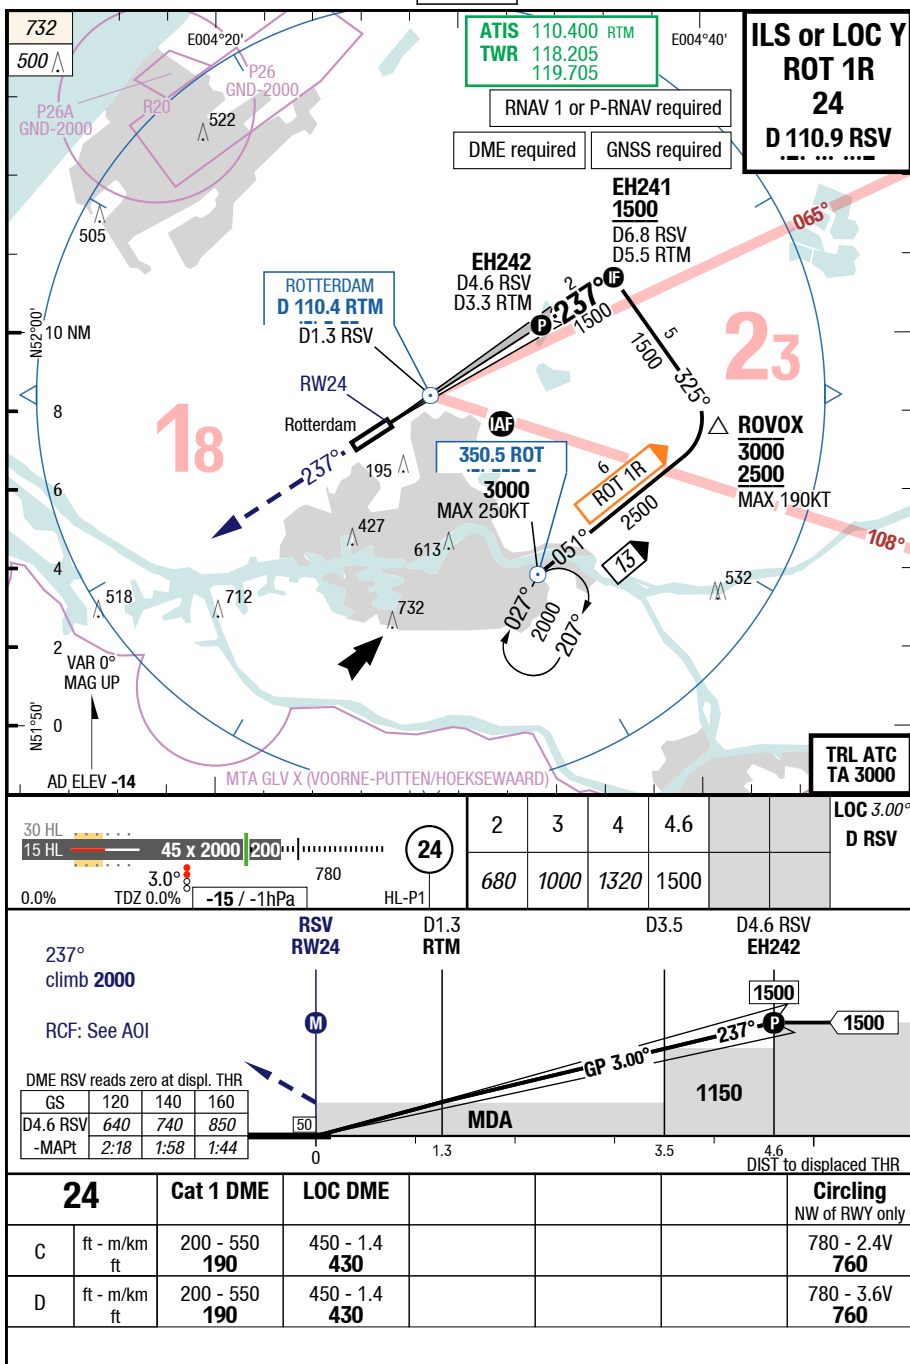 732
500
E004°20'
ATIS 110.400 RTM
TWR 118.205
119.705
E004°40'
ILS or LOC Y
ROT 1R
24
D 110.9 RSV
RNAV 1 or P-RNAV required
DME required
GNSS required
P26
GND-2000
P26A
GND-2000
R20
522
505
EH241
1500
D6.8 RSV
D5.5 RTM
065°
EH242
D4.6 RSV
D3.3 RTM
2
237°
1500
IF
P
ROTTERDAM
D 110.4 RTM
D1.3 RSV
N52°00'
10 NM
5
1500
325°
23
RW24
8
Rotterdam
18
IAF
ROVOX
3000
2500
MAX 190KT
237°
195
350.5 ROT
3000
MAX 250KT
6
ROT 1R
2500
6
108°
427
613
051°
13
4
532
518
712
732
027°
2000
207°
2
VAR 0°
MAG UP
N51°50'
0
AD ELEV -14
MTA GLV X (VOORNE-PUTTEN/HOEKSEWAARD)
TRL ATC
TA 3000
30 HL
15 HL
45 x 2000
200
3.0°
780
0.0%
TDZ 0.0%
-15 / -1hPa
HL-P1
24
2 3 4 4.6
680 1000 1320 1500
LOC 3.00°
D RSV
237°
climb 2000
RCF: See AOI
RSV
RW24
D1.3
RTM
D3.5
D4.6 RSV
EH242
1500
M
P
1500
237°
GP 3.00°
1150
MDA
50
DME RSV reads zero at displ. THR
GS 120 140 160
D4.6 RSV 640 740 850
-MAPt 2:18 1:58 1:44
0
1.3
3.5
4.6
DIST to displaced THR
24 Cat 1 DME LOC DME Circling
NW of RWY only
C ft - m/km 200 - 550 450 - 1.4 780 - 2.4V
ft 190 430 760
D ft - m/km 200 - 550 450 - 1.4 780 - 3.6V
ft 190 430 760